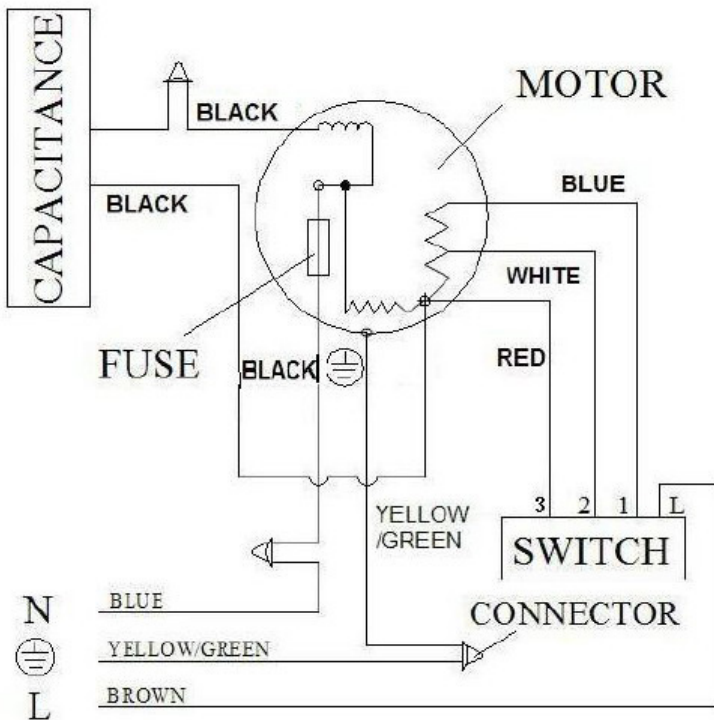 CAPACITANCE
BLACK
MOTOR
BLACK
BLUE
WHITE
FUSE
BLACK
RED
YELLOW
/GREEN
3 2 1 L
SWITCH
N BLUE
CONNECTOR
YELLOW/GREEN
L BROWN